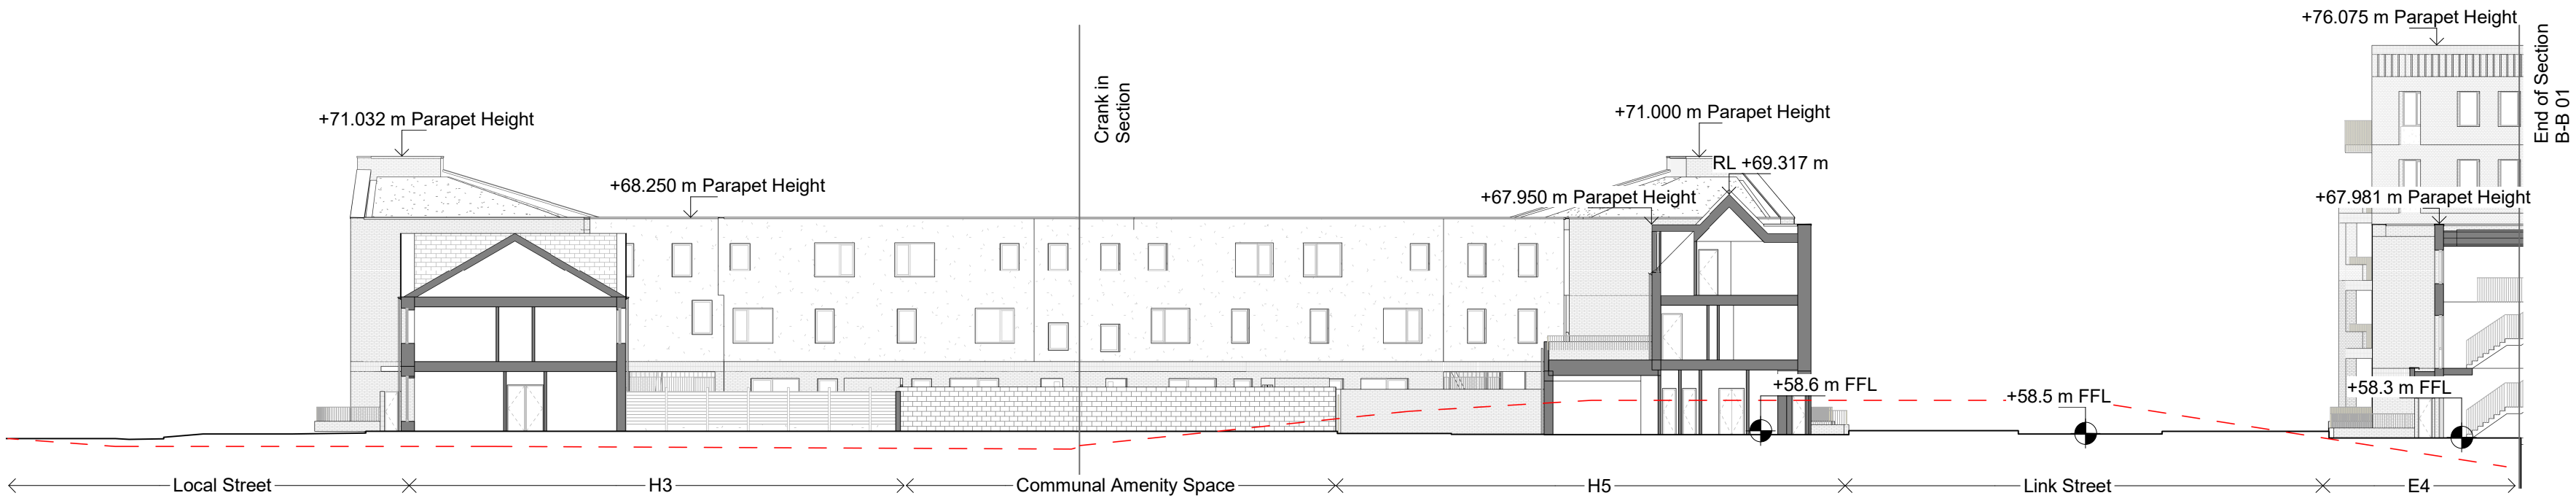 +76.075 m Parapet Height
End of Section
B-B 01
Crank in
Section
+71.032 m Parapet Height
+71.000 m Parapet Height
RL +69.317 m
+68.250 m Parapet Height
+67.950 m Parapet Height
+67.981 m Parapet Height
+58.6 m FFL
+58.5 m FFL
+58.3 m FFL
Local Street
H3
Communal Amenity Space
H5
Link Street
E4